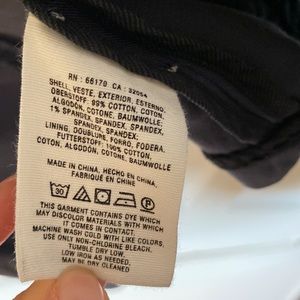 RN: 66170 CA: 32054
SHELL, VESTE, EXTERIOR, ESTERNO,
OBERSTOFF: 99% COTTON, COTON,
ALGODÓN, COTONE, BAUMWOLLE;
1% SPANDEX, SPANDEX, SPANDEX,
SPANDEX, SPANDEX;
LINING, DOUBLURE, FORRO, FODERA,
FUTTERSTOFF: 100% COTTON,
COTON, ALGODÓN, COTONE, BAUMWOLLE
MADE IN CHINA, HECHO EN CHINA,
FABRIQUÉ EN CHINE
30 P
THIS GARMENT CONTAINS DYE WHICH
MAY DISCOLOR MATERIALS WITH WHICH
IT COMES IN CONTACT.
MACHINE WASH COLD WITH LIKE COLORS,
USE ONLY NON-CHLORINE BLEACH.
TUMBLE DRY LOW,
LOW IRON AS NEEDED
MAY BE DRY CLEANED